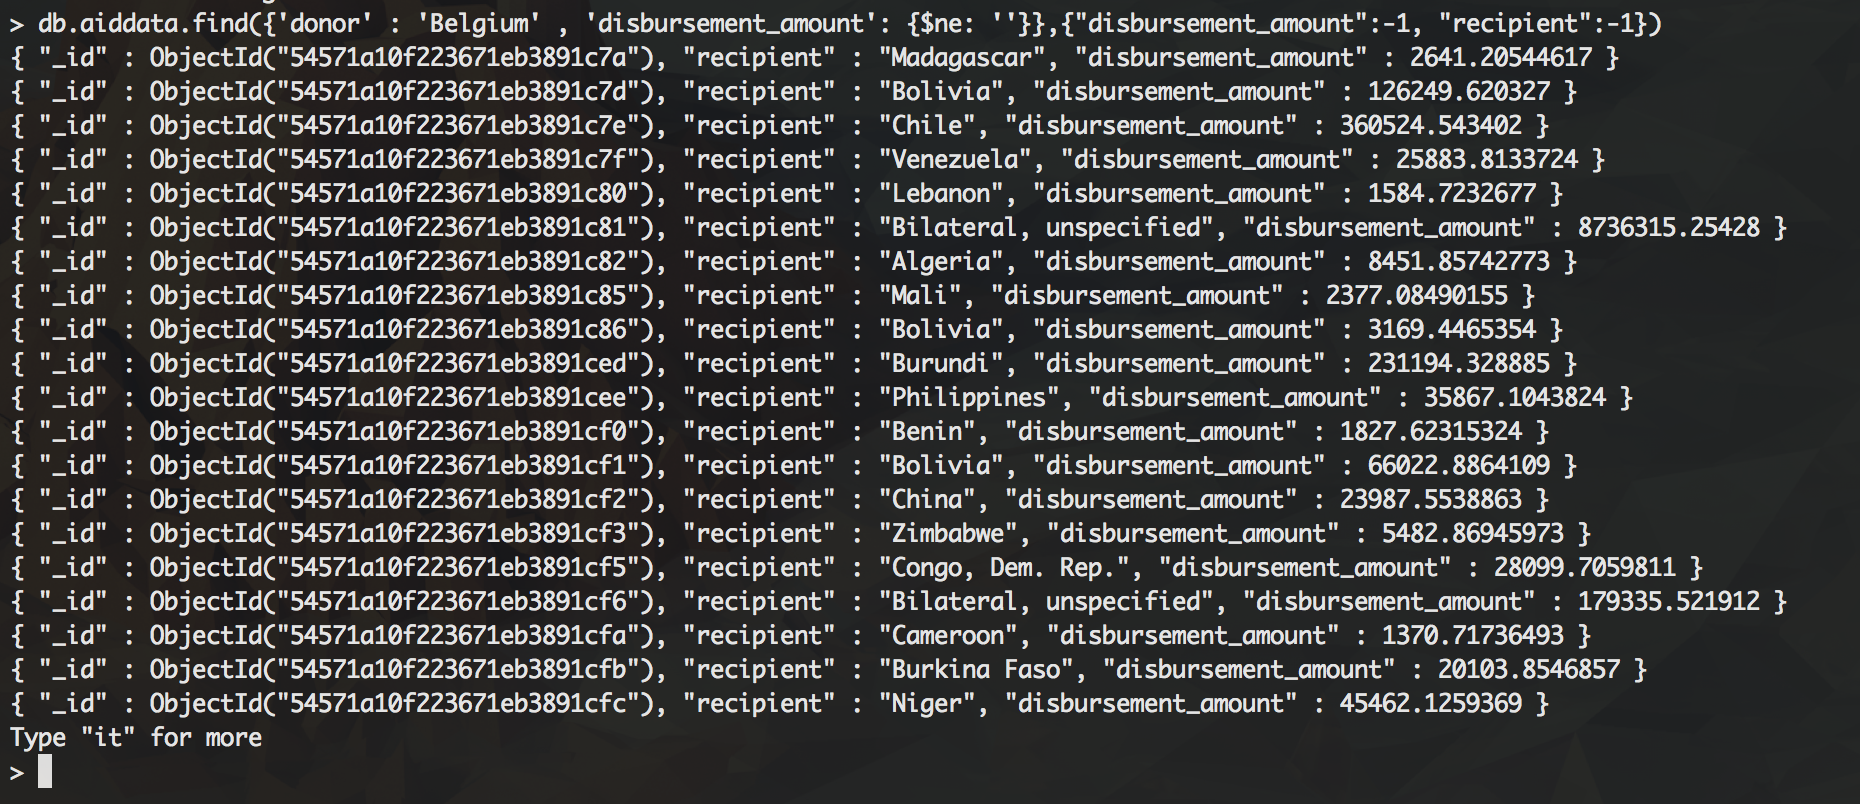 > db.aiddata.find({'donor' : 'Belgium' , 'disbursement_amount': {$ne: ''}},{"disbursement_amount":-1, "recipient":-1})
{ "_id" : ObjectId("54571a10f223671eb3891c7a"), "recipient" : "Madagascar", "disbursement_amount" : 2641.20544617 }
{ "_id" : ObjectId("54571a10f223671eb3891c7d"), "recipient" : "Bolivia", "disbursement_amount" : 126249.620327 }
{ "_id" : ObjectId("54571a10f223671eb3891c7e"), "recipient" : "Chile", "disbursement_amount" : 360524.543402 }
{ "_id" : ObjectId("54571a10f223671eb3891c7f"), "recipient" : "Venezuela", "disbursement_amount" : 25883.8133724 }
{ "_id" : ObjectId("54571a10f223671eb3891c80"), "recipient" : "Lebanon", "disbursement_amount" : 1584.7232677 }
{ "_id" : ObjectId("54571a10f223671eb3891c81"), "recipient" : "Bilateral, unspecified", "disbursement_amount" : 8736315.25428 }
{ "_id" : ObjectId("54571a10f223671eb3891c82"), "recipient" : "Algeria", "disbursement_amount" : 8451.85742773 }
{ "_id" : ObjectId("54571a10f223671eb3891c85"), "recipient" : "Mali", "disbursement_amount" : 2377.08490155 }
{ "_id" : ObjectId("54571a10f223671eb3891c86"), "recipient" : "Bolivia", "disbursement_amount" : 3169.4465354 }
{ "_id" : ObjectId("54571a10f223671eb3891ced"), "recipient" : "Burundi", "disbursement_amount" : 231194.328885 }
{ "_id" : ObjectId("54571a10f223671eb3891cee"), "recipient" : "Philippines", "disbursement_amount" : 35867.1043824 }
{ "_id" : ObjectId("54571a10f223671eb3891cf0"), "recipient" : "Benin", "disbursement_amount" : 1827.62315324 }
{ "_id" : ObjectId("54571a10f223671eb3891cf1"), "recipient" : "Bolivia", "disbursement_amount" : 66022.8864109 }
{ "_id" : ObjectId("54571a10f223671eb3891cf2"), "recipient" : "China", "disbursement_amount" : 23987.5538863 }
{ "_id" : ObjectId("54571a10f223671eb3891cf3"), "recipient" : "Zimbabwe", "disbursement_amount" : 5482.86945973 }
{ "_id" : ObjectId("54571a10f223671eb3891cf5"), "recipient" : "Congo, Dem. Rep.", "disbursement_amount" : 28099.7059811 }
{ "_id" : ObjectId("54571a10f223671eb3891cf6"), "recipient" : "Bilateral, unspecified", "disbursement_amount" : 179335.521912 }
{ "_id" : ObjectId("54571a10f223671eb3891cfa"), "recipient" : "Cameroon", "disbursement_amount" : 1370.71736493 }
{ "_id" : ObjectId("54571a10f223671eb3891cfb"), "recipient" : "Burkina Faso", "disbursement_amount" : 20103.8546857 }
{ "_id" : ObjectId("54571a10f223671eb3891cfc"), "recipient" : "Niger", "disbursement_amount" : 45462.1259369 }
Type "it" for more
>